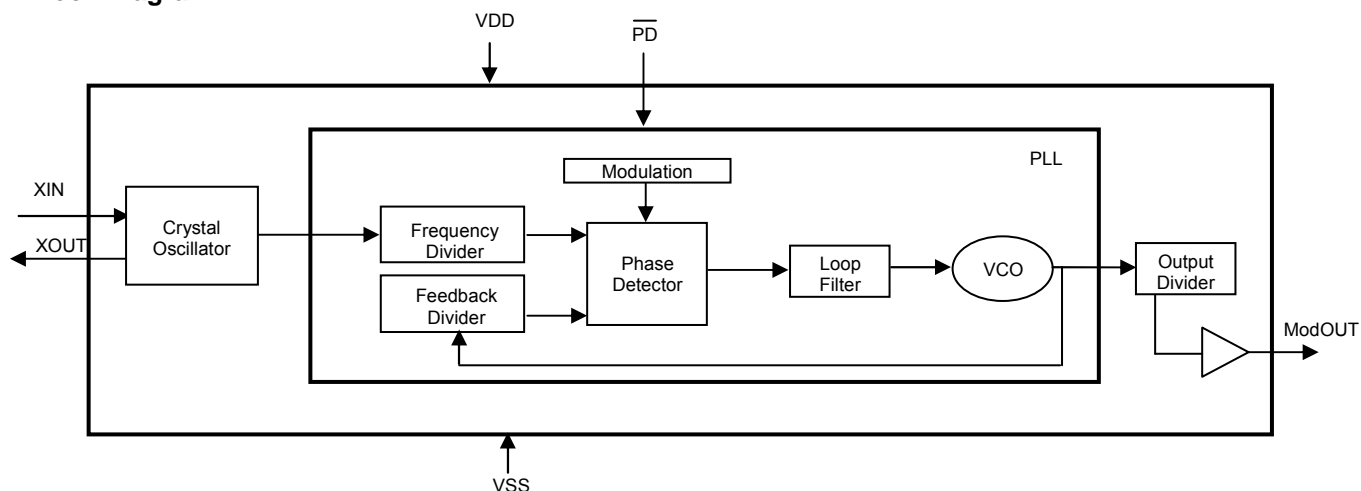 VDD
PD
PLL
Modulation
XIN
XOUT
Crystal
Oscillator
Frequency
Divider
Feedback
Divider
Phase
Detector
Loop
Filter
VCO
Output
Divider
ModOUT
VSS